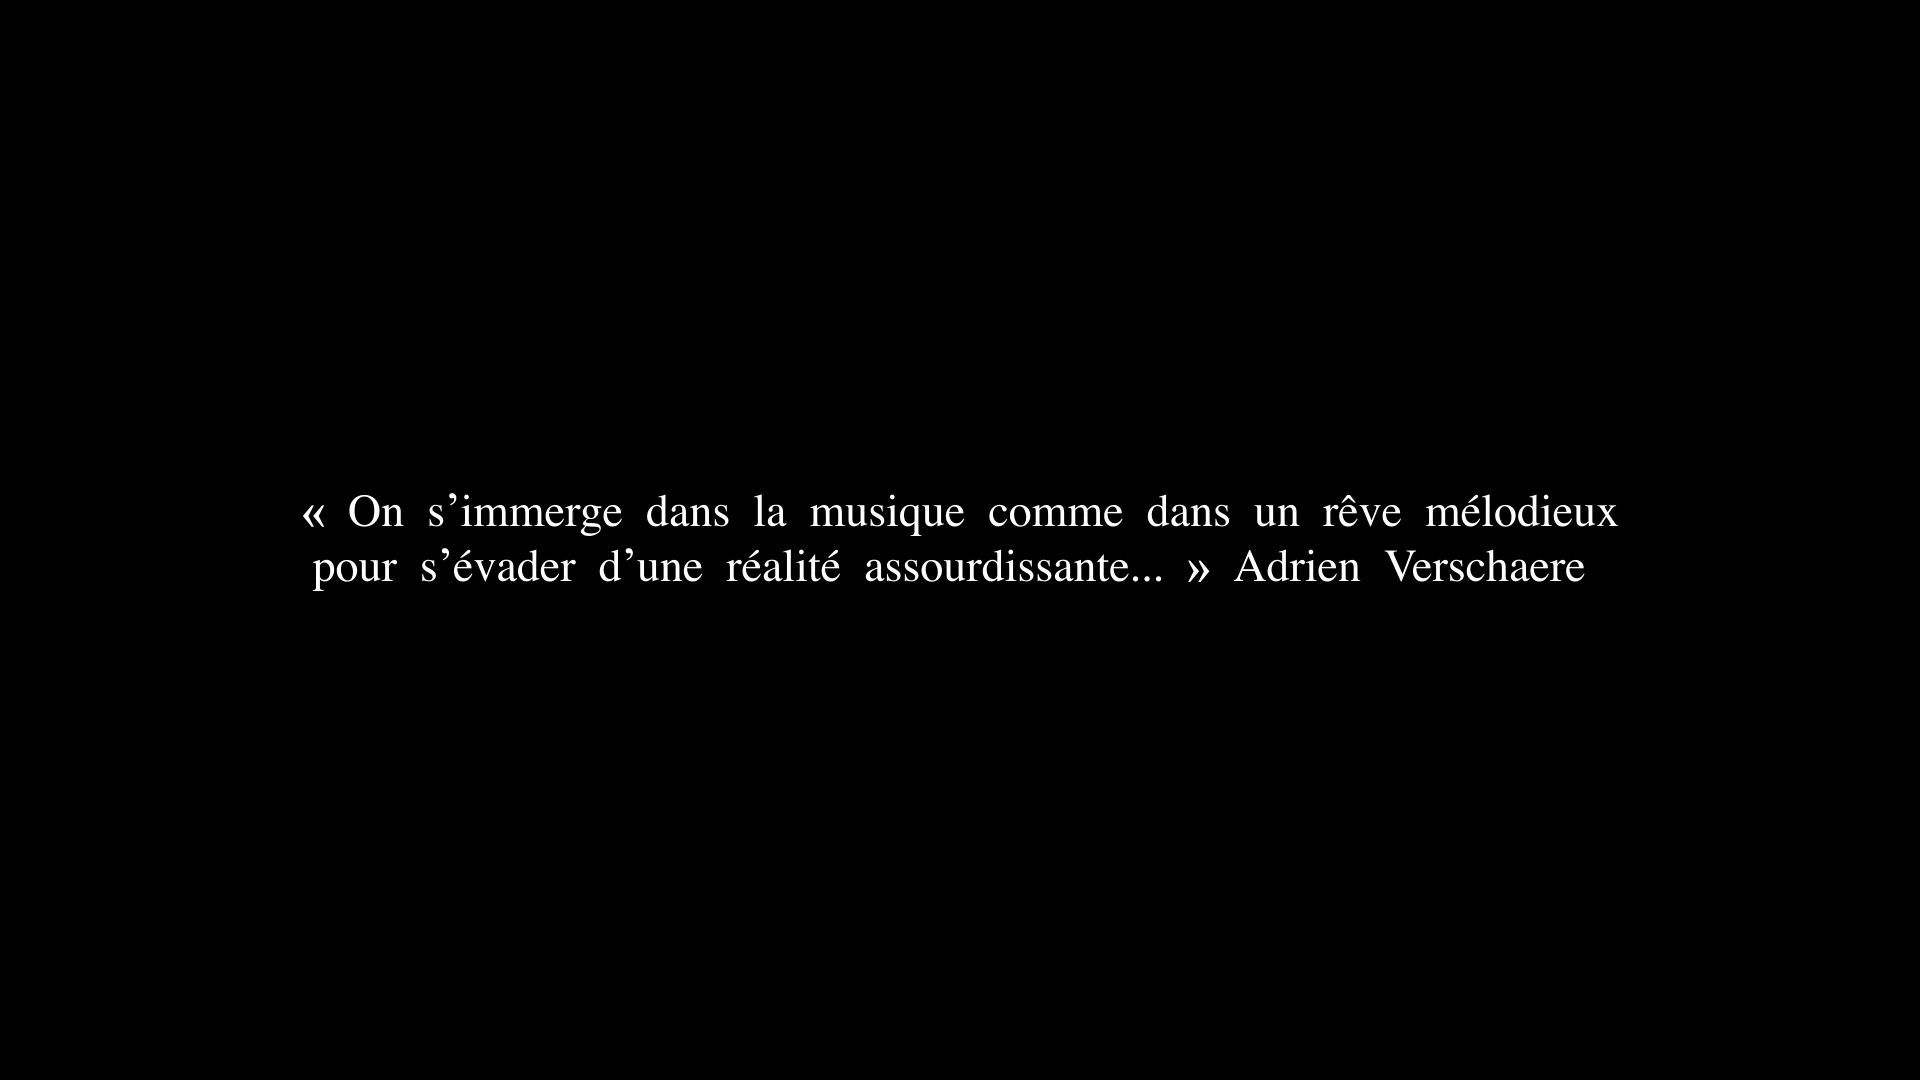 « On s’immerge dans la musique comme dans un rêve mélodieux
pour s’évader d’une réalité assourdissante... » Adrien Verschaere